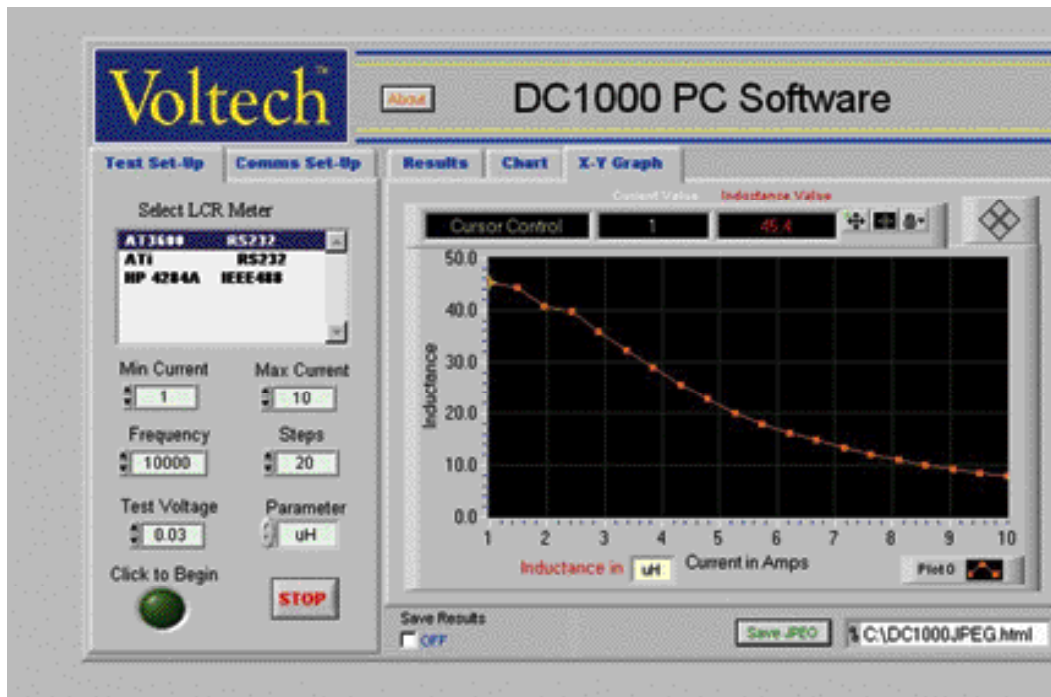 Voltech™
About
DC1000 PC Software
Test Set-Up
Comms Set-Up
Results
Chart
X-Y Graph
Select LCR Meter
AT3600 RS232
ATi RS232
HP 4284A IEEE488
Min Current
Max Current
1
10
Frequency
Steps
10000
20
Test Voltage
Parameter
0.03
uH
Click to Begin
STOP
Current Value
Inductance Value
Cursor Control
1
45.4
Inductance
50.0
40.0
30.0
20.0
10.0
0.0
1 2 3 4 5 6 7 8 9 10
Inductance in uH
Current in Amps
Plot 0
Save Results
OFF
Save JPEG
C:\DC1000JPEG.html